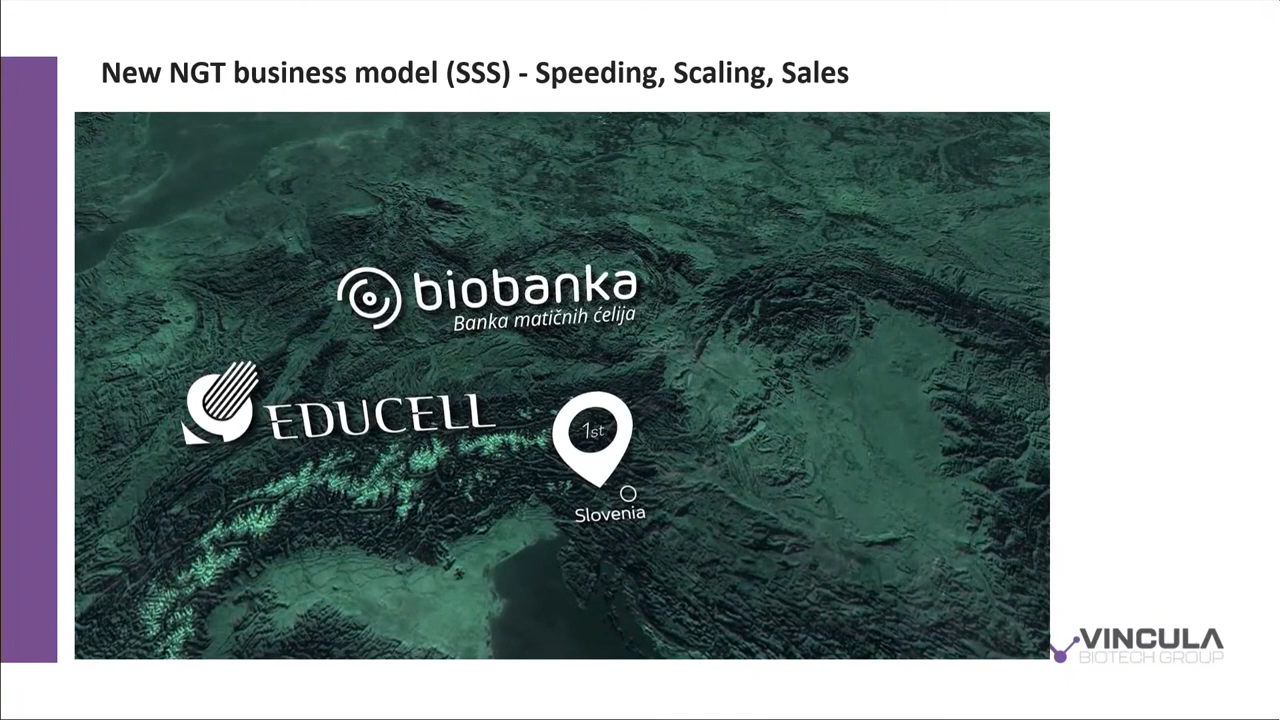 New NGT business model (SSS) - Speeding, Scaling, Sales
biobanka
Banka matičnih ćelija
EDUCELL
1st
Slovenia
VINCULA
BIOTECH GROUP